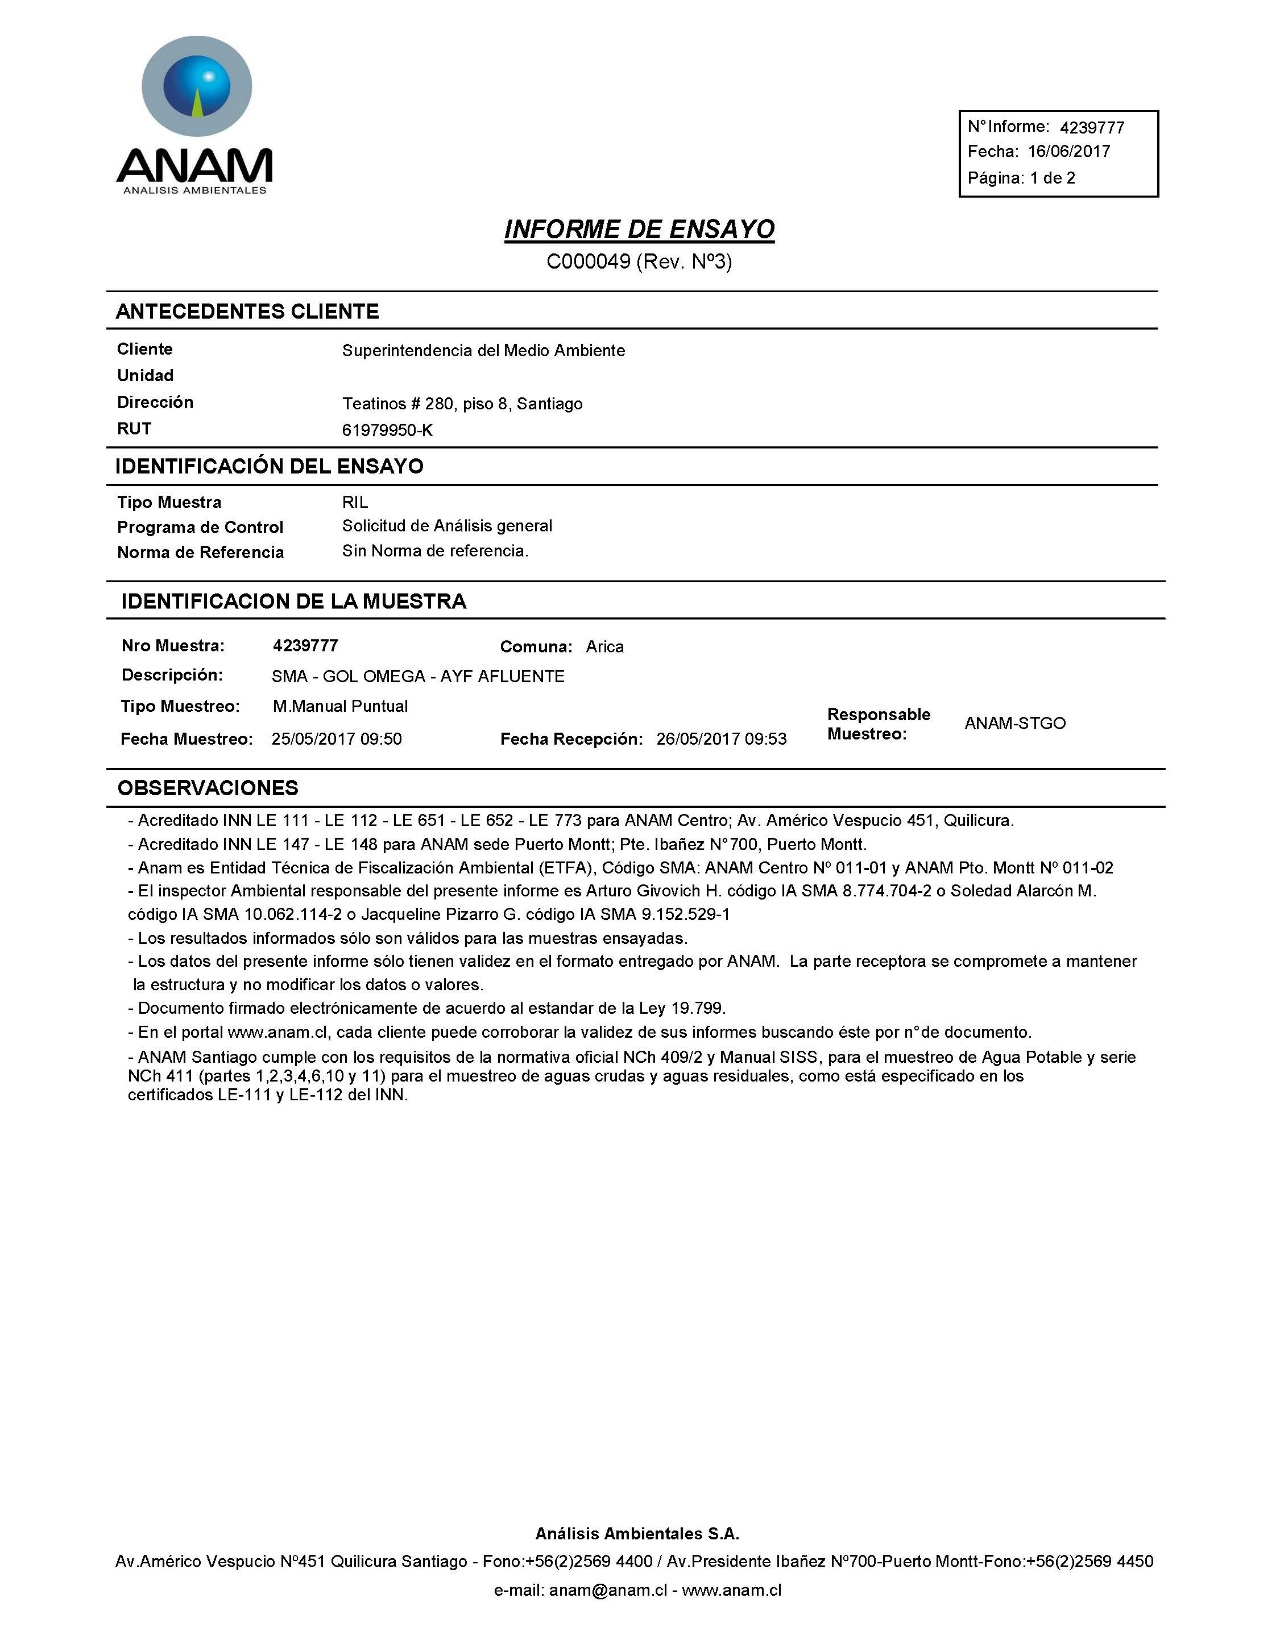 ANAM
ANALISIS AMBIENTALES
N°Informe: 4239777
Fecha: 16/06/2017
Página: 1 de 2
INFORME DE ENSAYO
C000049 (Rev. Nº3)
ANTECEDENTES CLIENTE
Cliente Superintendencia del Medio Ambiente
Unidad
Dirección Teatinos # 280, piso 8, Santiago
RUT 61979950-K
IDENTIFICACIÓN DEL ENSAYO
Tipo Muestra RIL
Programa de Control Solicitud de Análisis general
Norma de Referencia Sin Norma de referencia.
IDENTIFICACION DE LA MUESTRA
Nro Muestra: 4239777 Comuna: Arica
Descripción: SMA - GOL OMEGA - AYF AFLUENTE
Tipo Muestreo: M.Manual Puntual
Responsable Muestreo: ANAM-STGO
Fecha Muestreo: 25/05/2017 09:50 Fecha Recepción: 26/05/2017 09:53
OBSERVACIONES
- Acreditado INN LE 111 - LE 112 - LE 651 - LE 652 - LE 773 para ANAM Centro; Av. Américo Vespucio 451, Quilicura.
- Acreditado INN LE 147 - LE 148 para ANAM sede Puerto Montt; Pte. Ibañez N°700, Puerto Montt.
- Anam es Entidad Técnica de Fiscalización Ambiental (ETFA), Código SMA: ANAM Centro Nº 011-01 y ANAM Pto. Montt Nº 011-02
- El inspector Ambiental responsable del presente informe es Arturo Givovich H. código IA SMA 8.774.704-2 o Soledad Alarcón M.
código IA SMA 10.062.114-2 o Jacqueline Pizarro G. código IA SMA 9.152.529-1
- Los resultados informados sólo son válidos para las muestras ensayadas.
- Los datos del presente informe sólo tienen validez en el formato entregado por ANAM. La parte receptora se compromete a mantener
la estructura y no modificar los datos o valores.
- Documento firmado electrónicamente de acuerdo al estandar de la Ley 19.799.
- En el portal www.anam.cl, cada cliente puede corroborar la validez de sus informes buscando éste por n°de documento.
- ANAM Santiago cumple con los requisitos de la normativa oficial NCh 409/2 y Manual SISS, para el muestreo de Agua Potable y serie
NCh 411 (partes 1,2,3,4,6,10 y 11) para el muestreo de aguas crudas y aguas residuales, como está especificado en los
certificados LE-111 y LE-112 del INN.
Análisis Ambientales S.A.
Av.Américo Vespucio Nº451 Quilicura Santiago - Fono:+56(2)2569 4400 / Av.Presidente Ibañez Nº700-Puerto Montt-Fono:+56(2)2569 4450
e-mail: anam@anam.cl - www.anam.cl